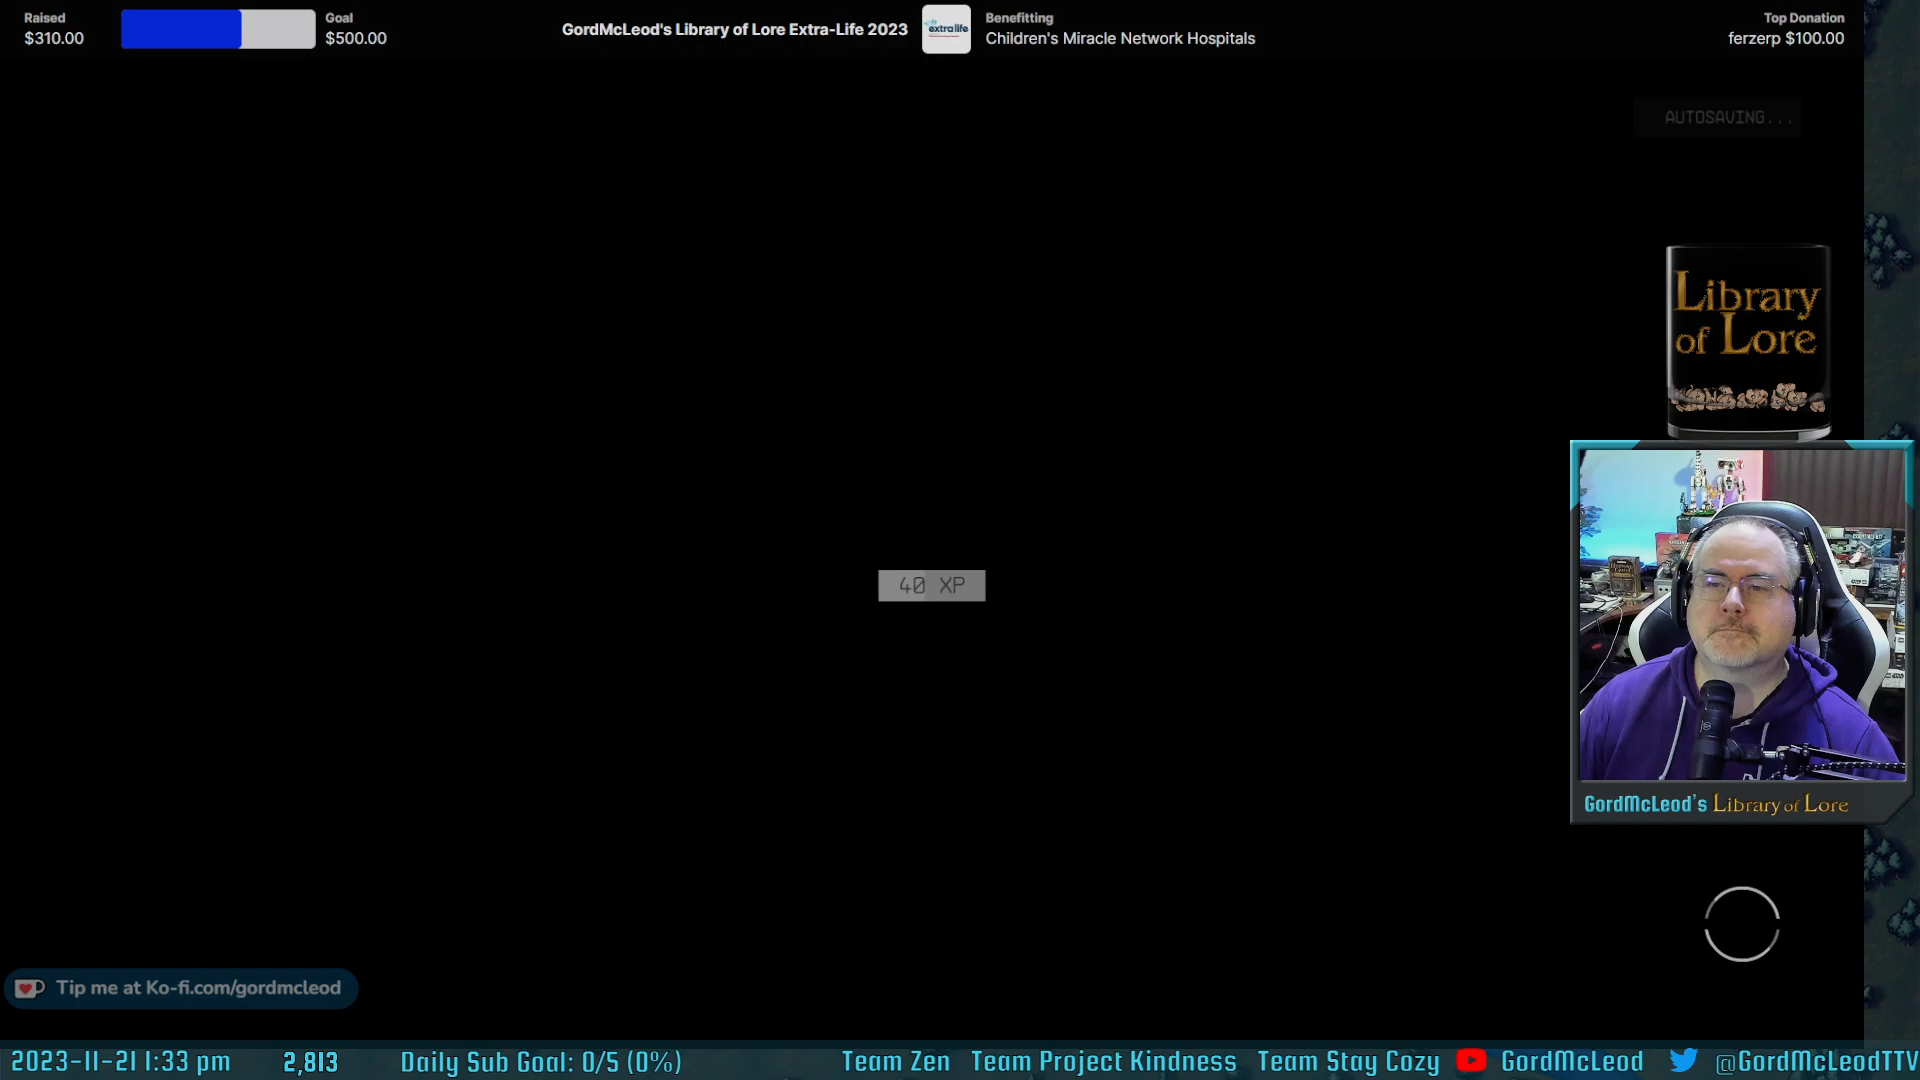 Raised
$310.00
Goal
$500.00
GordMcLeod's Library of Lore Extra-Life 2023
extralife
Benefitting
Children's Miracle Network Hospitals
Top Donation
ferzerp $100.00
AUTOSAVING...
Library
of Lore
40 XP
GordMcLeod's Library of Lore
Tip me at Ko-fi.com/gordmcleod
2023-11-21 1:33 pm
2,813
Daily Sub Goal: 0/5 (0%)
Team Zen
Team Project Kindness
Team Stay Cozy
GordMcLeod
@GordMcLeodTTV